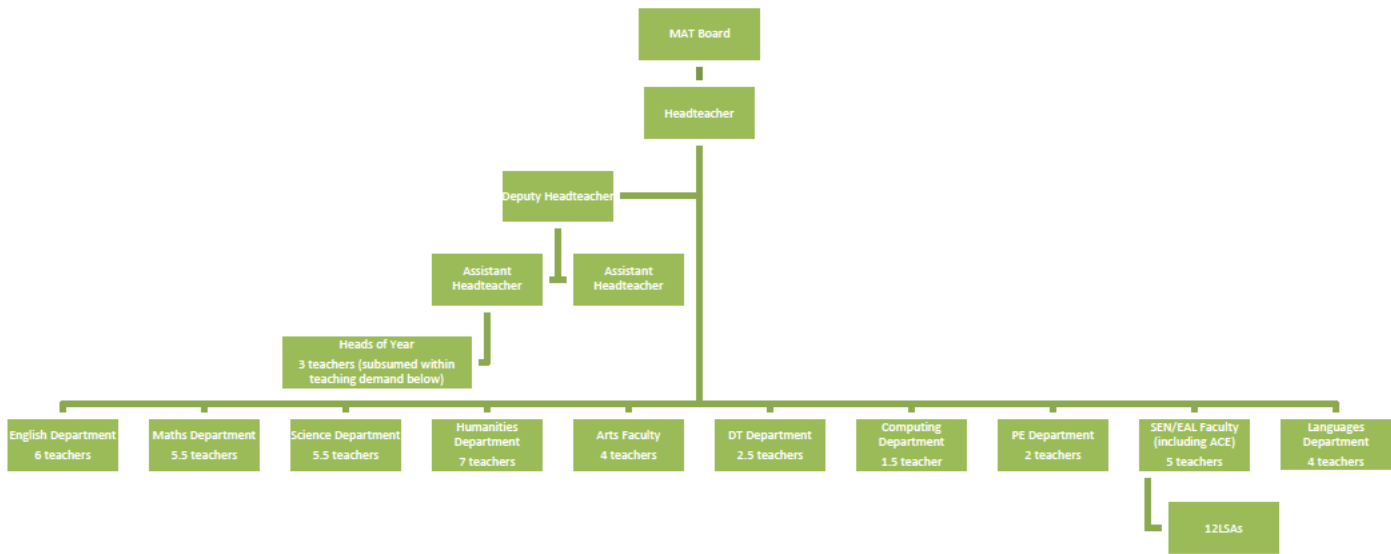 MAT Board
Headteacher
Deputy Headteacher
Assistant
Headteacher
Assistant
Headteacher
Heads of Year
3 teachers (subsumed within
teaching demand below)
English Department
6 teachers
Maths Department
5.5 teachers
Science Department
5.5 teachers
Humanities
Department
7 teachers
Arts Faculty
4 teachers
DT Department
2.5 teachers
Computing
Department
1.5 teacher
PE Department
2 teachers
SEN/EAL Faculty
(including ACE)
5 teachers
Languages
Department
4 teachers
12LSAs